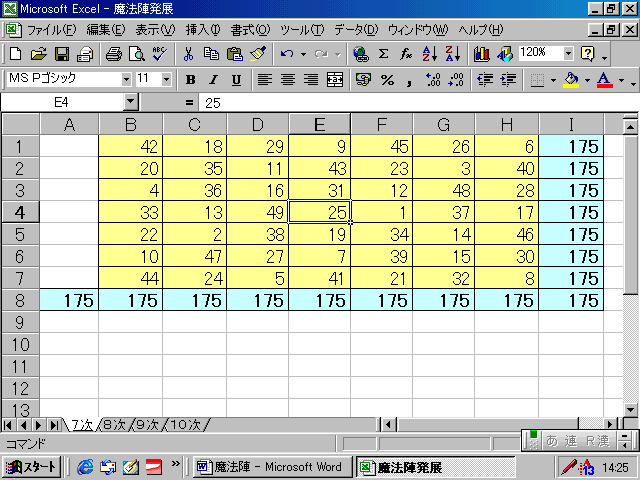 Microsoft Excel - 魔法陣発展
ファイル(F) 編集(E) 表示(V) 挿入(I) 書式(O) ツール(T) データ(D) ウィンドウ(W) ヘルプ(H)
120%
MS Pゴシック 11 B I U
E4 = 25
A B C D E F G H I
1 42 18 29 9 45 26 6 175
2 20 35 11 43 23 3 40 175
3 4 36 16 31 12 48 28 175
4 33 13 49 25 1 37 17 175
5 22 2 38 19 34 14 46 175
6 10 47 27 7 39 15 30 175
7 44 24 5 41 21 32 8 175
8 175 175 175 175 175 175 175 175 175
9
10
11
12
13
7次 8次 9次 10次
コマンド あ 連 R漢
スタート 魔法陣 - Microsoft Word 魔法陣発展 14:25